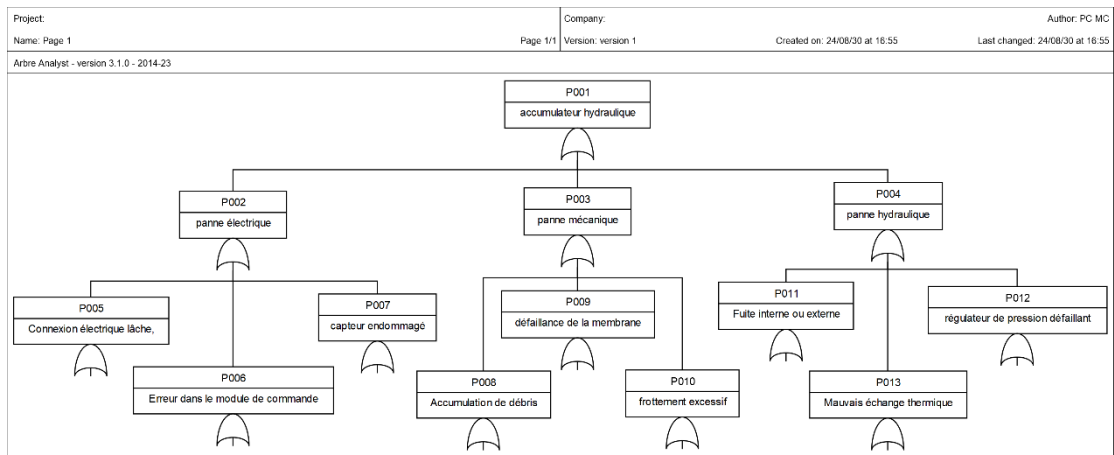 Project:
Company:
Author: PC MC
Name: Page 1
Page 1/1
Version: version 1
Created on: 24/08/30 at 16:55
Last changed: 24/08/30 at 16:55
Arbre Analyst - version 3.1.0 - 2014-23
P001
accumulateur hydraulique
P002
panne électrique
P003
panne mécanique
P004
panne hydraulique
P005
Connexion électrique lâche,
P006
Erreur dans le module de commande
P007
capteur endommagé
P008
Accumulation de débris
P009
défaillance de la membrane
P010
frottement excessif
P011
Fuite interne ou externe
P013
Mauvais échange thermique
P012
régulateur de pression défaillant